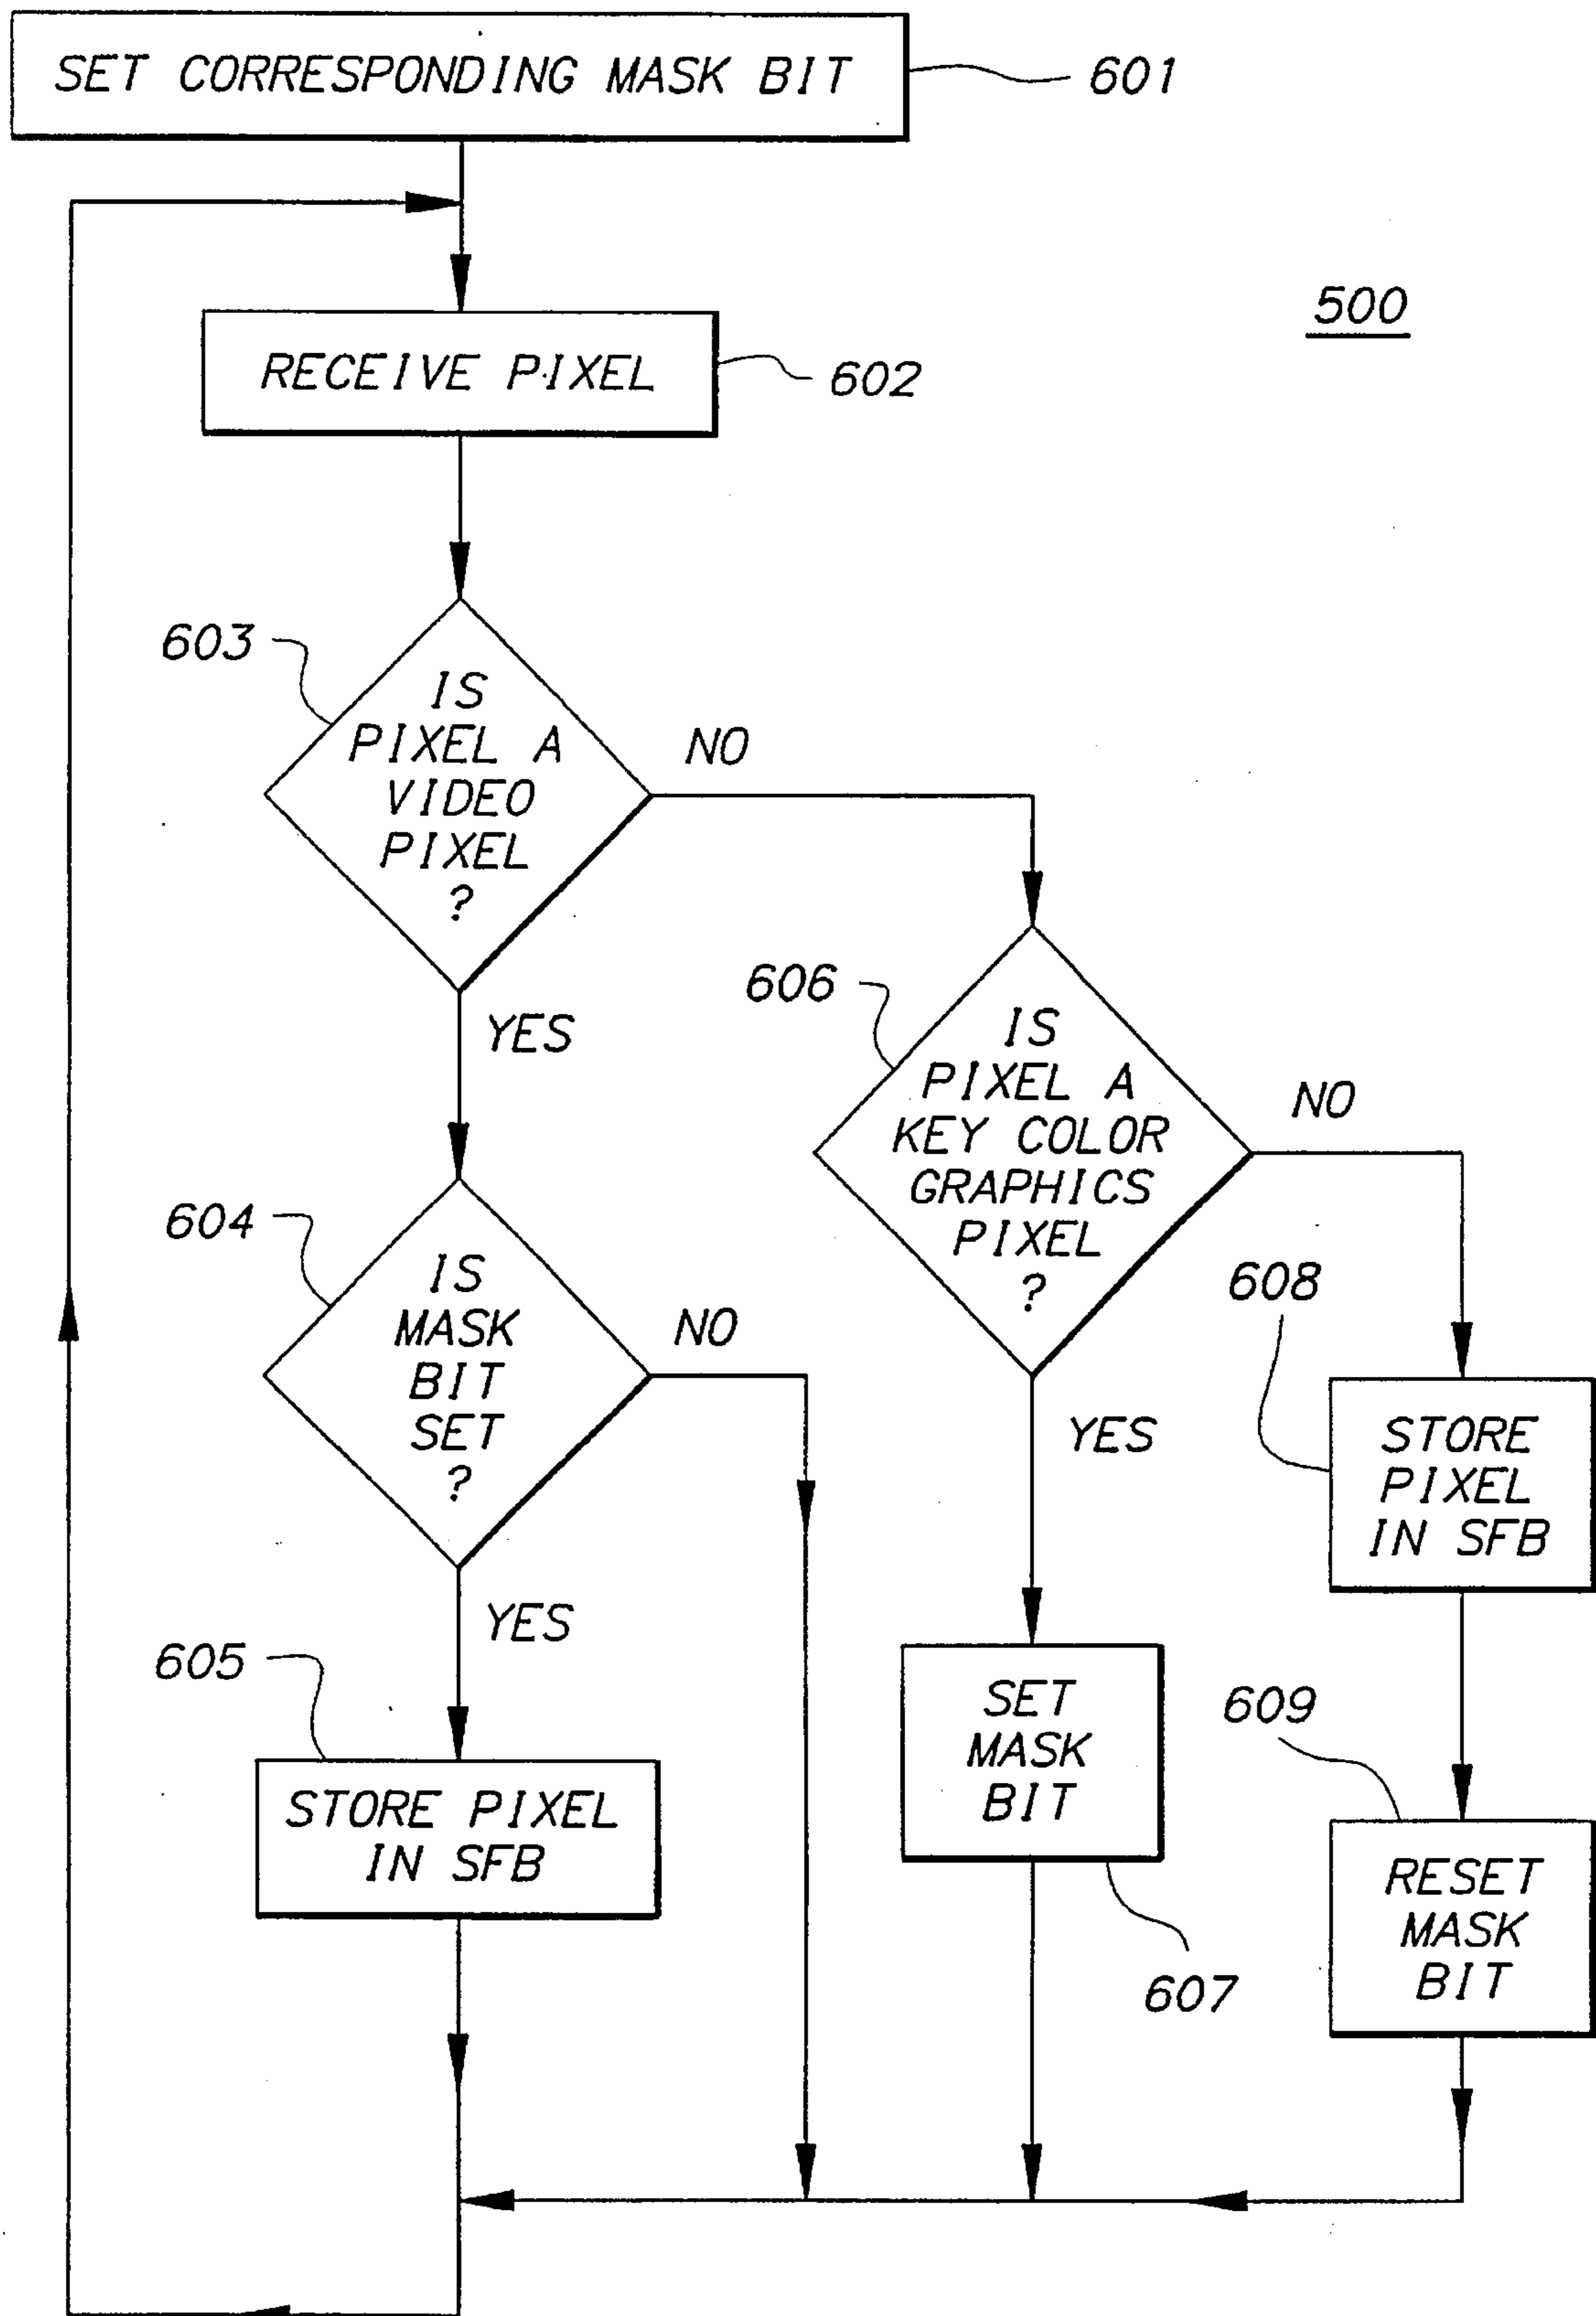 SET CORRESPONDING MASK BIT
601
500
RECEIVE PIXEL
602
603
IS
PIXEL A
VIDEO
PIXEL
?
NO
YES
606
IS
PIXEL A
KEY COLOR
GRAPHICS
PIXEL
?
NO
YES
604
IS
MASK
BIT
SET
?
NO
YES
608
STORE
PIXEL
IN SFB
605
STORE PIXEL
IN SFB
SET
MASK
BIT
607
609
RESET
MASK
BIT